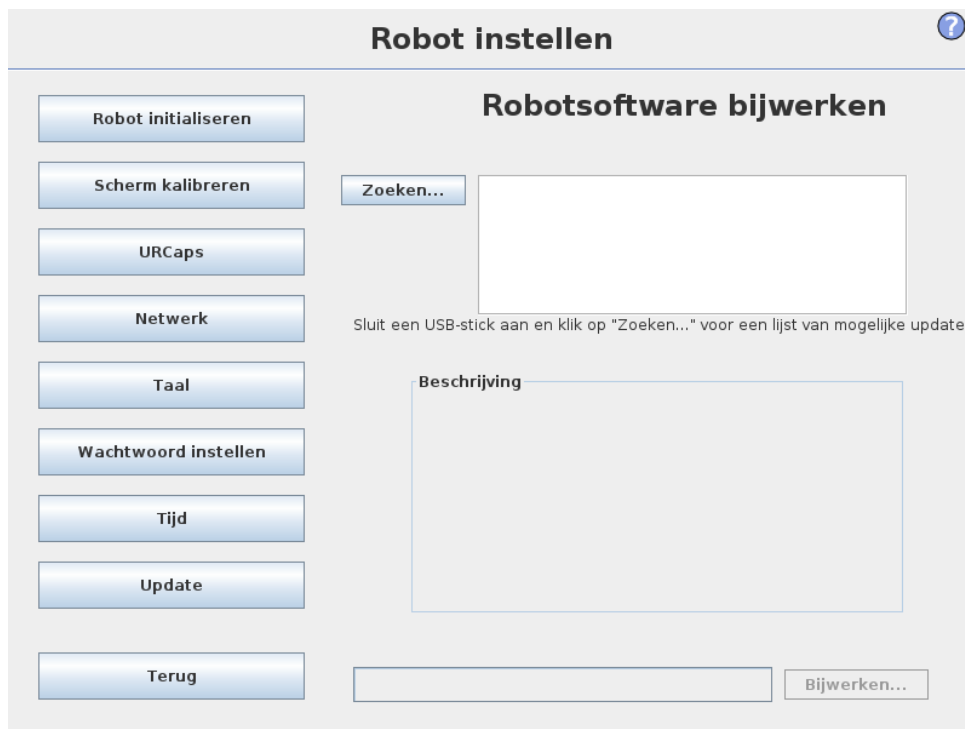 Robot instellen
?
Robot initialiseren
Scherm kalibreren
URCaps
Netwerk
Taal
Wachtwoord instellen
Tijd
Update
Terug
Robotsoftware bijwerken
Zoeken...
Sluit een USB-stick aan en klik op "Zoeken..." voor een lijst van mogelijke update
Beschrijving
Bijwerken...